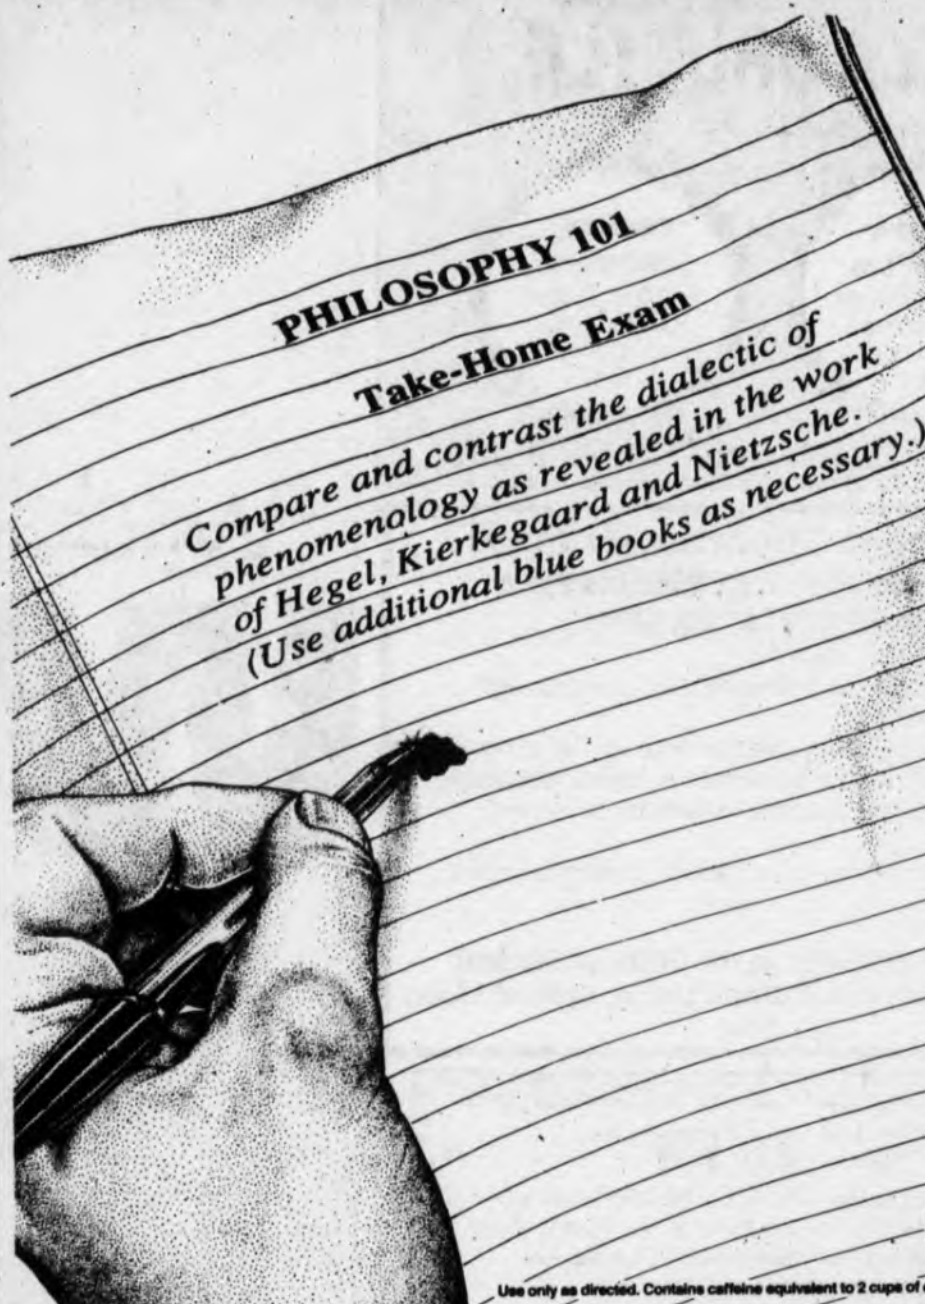 PHILOSOPHY 101
Take-Home Exam
Compare and contrast the dialectic of
phenomenology as revealed in the work
of Hegel, Kierkegaard and Nietzsche.
(Use additional blue books as necessary.)
Use only as directed. Contains caffeine equivalent to 2 cups of